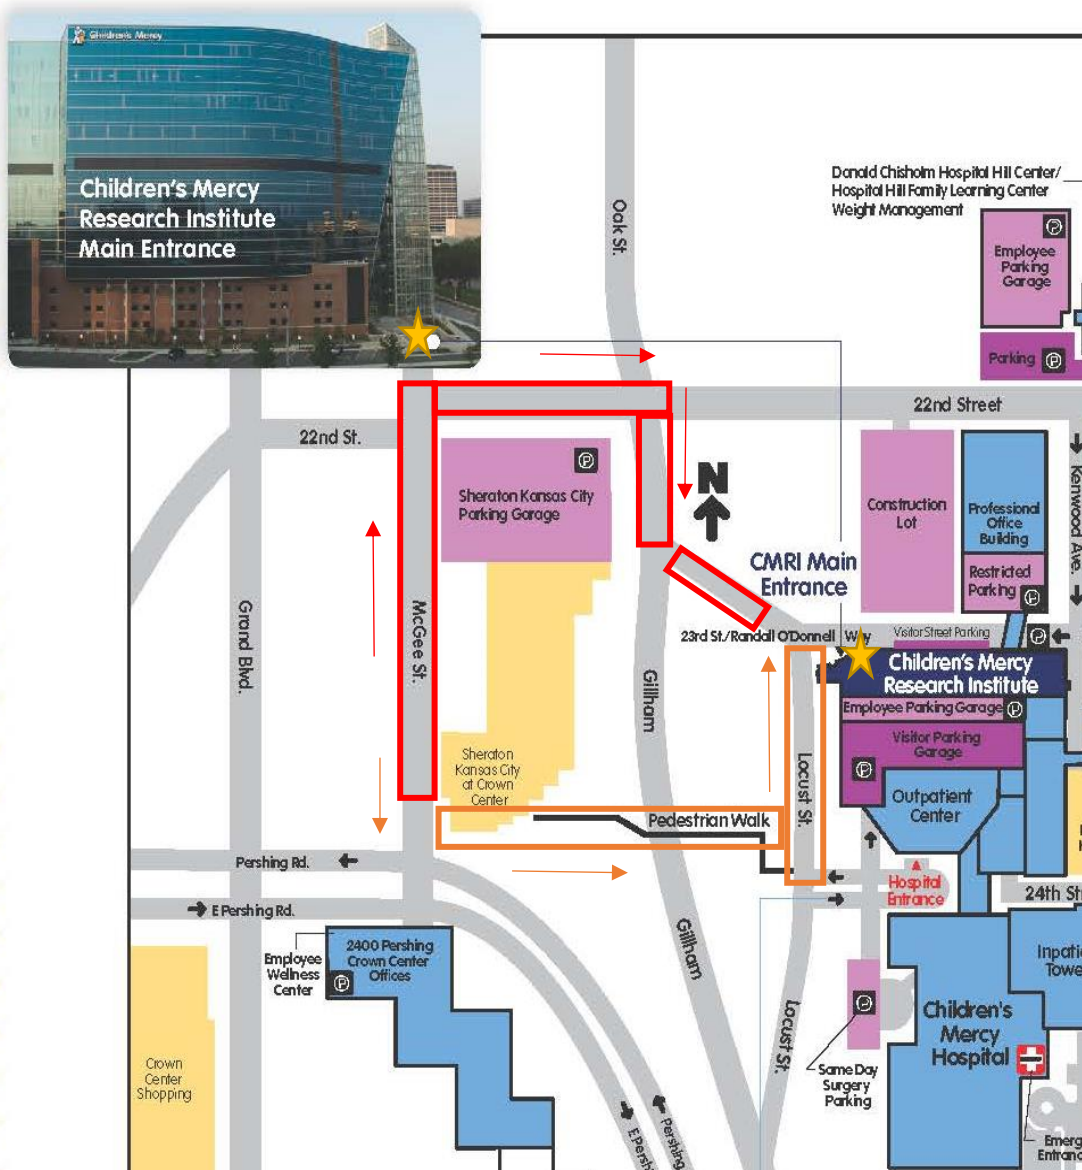 Children's Mercy
Children's Mercy
Research Institute
Main Entrance
Oak St.
Donald Chisholm Hospital Hill Center/
Hospital Hill Family Learning Center
Weight Management
P
Employee
Parking
Garage
Parking P
22nd Street
22nd St.
P
Sheraton Kansas City
Parking Garage
N
Construction
Lot
Professional
Office
Building
Restricted
Parking
P
Kenwood Ave.
CMRI Main
Entrance
Grand Blvd.
McGee St.
Gillham
23rd St./Randall O'Donnell Way
Visitor Street Parking
P
Children's Mercy
Research Institute
Employee Parking Garage P
Visitor Parking
Garage
P
Sheraton
Kansas City
at Crown
Center
Locust St.
Outpatient
Center
Pedestrian Walk
Pershing Rd.
Hospital
Entrance
24th St
E Pershing Rd.
Employee
Wellness
Center
2400 Pershing
Crown Center
Offices
P
Gillham
Inpati
Towe
P
Children's
Mercy
Hospital
Locust St.
Crown
Center
Shopping
Same Day
Surgery
Parking
E Persh
Pershing
Emerg
Entranc